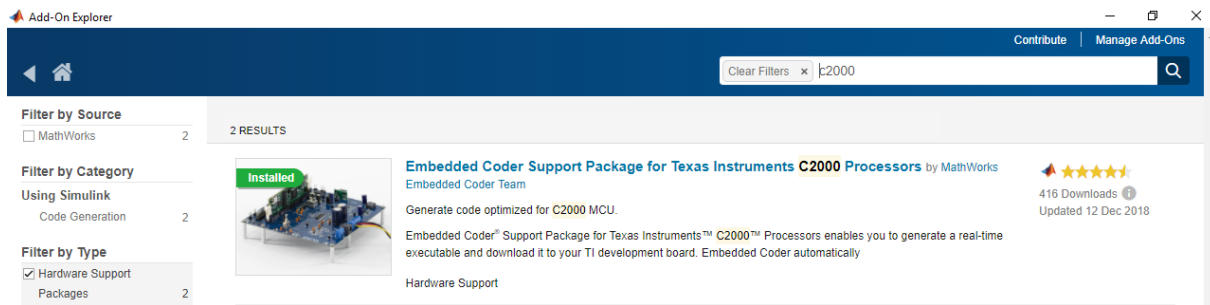 Add-On Explorer
Contribute | Manage Add-Ons
Clear Filters × c2000
Filter by Source
MathWorks 2
Filter by Category
Using Simulink
Code Generation 2
Filter by Type
Hardware Support
Packages 2
2 RESULTS
Installed
Embedded Coder Support Package for Texas Instruments C2000 Processors by MathWorks
Embedded Coder Team
Generate code optimized for C2000 MCU.
Embedded Coder® Support Package for Texas Instruments™ C2000™ Processors enables you to generate a real-time
executable and download it to your TI development board. Embedded Coder automatically
Hardware Support
416 Downloads
Updated 12 Dec 2018